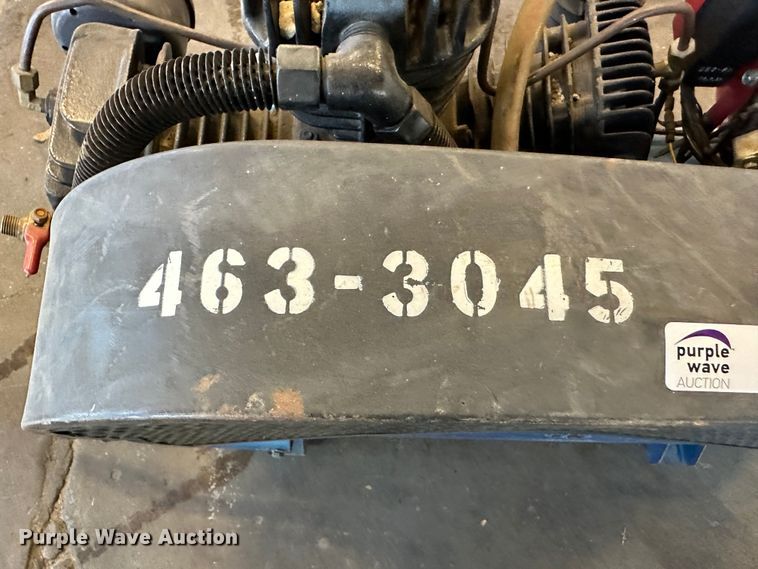 463-3045
purple
wave
AUCTION
Purple Wave Auction